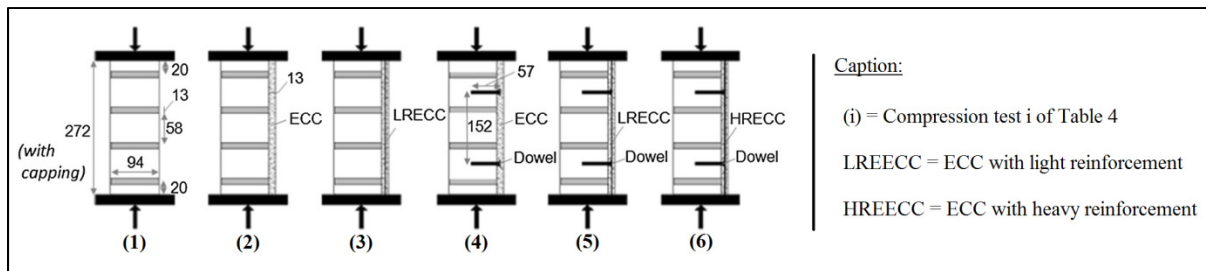 20
13
58
272
(with
capping)
94
20
(1)
13
ECC
(2)
LRECC
(3)
57
152
ECC
Dowel
(4)
LRECC
Dowel
(5)
HRECC
Dowel
(6)
Caption:
(i) = Compression test i of Table 4
LREECC = ECC with light reinforcement
HREECC = ECC with heavy reinforcement